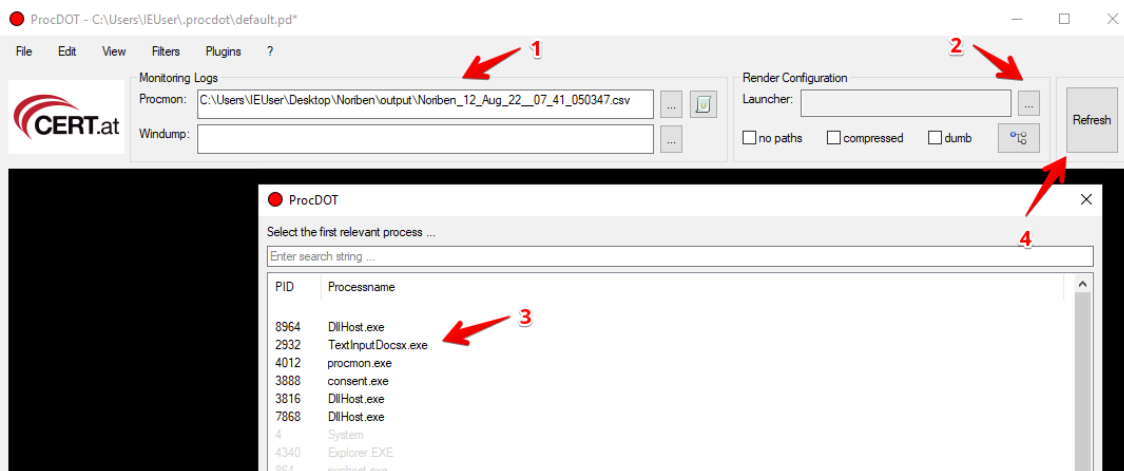 ProcDOT - C:\Users\IEUser\.procdot\default.pd*
File Edit View Filters Plugins ?
1
2
Monitoring Logs
Render Configuration
Procmon: C:\Users\IEUser\Desktop\Noriben\output\Noriben_12_Aug_22__07_41_050347.csv ...
Launcher: ...
Refresh
CERT.at
Windump: ...
no paths compressed dumb
4
ProcDOT
Select the first relevant process ...
Enter search string ...
PID Processname
3
8964 DllHost.exe
2932 TextInputDocsx.exe
4012 procmon.exe
3888 consent.exe
3816 DllHost.exe
7868 DllHost.exe
4 System
4340 Explorer.EXE
864 svchost.exe